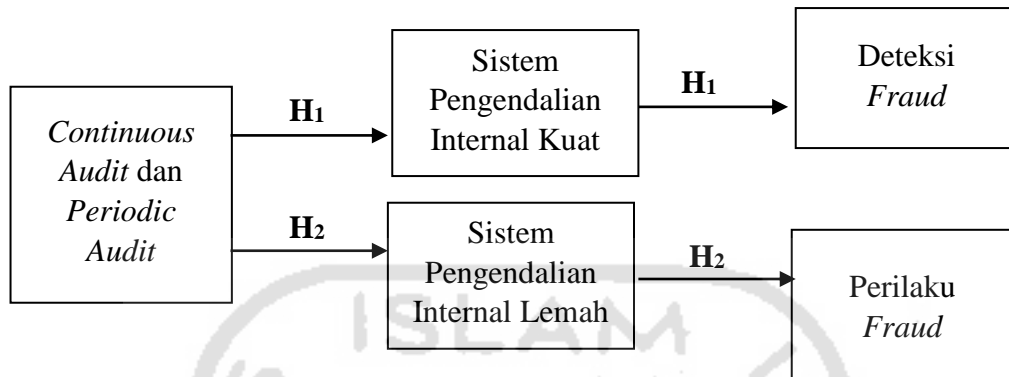 Continuous
Audit dan
Periodic
Audit
H1
Sistem
Pengendalian
Internal Kuat
H1
Deteksi
Fraud
H2
Sistem
Pengendalian
Internal Lemah
H2
Perilaku
Fraud
ISLAM